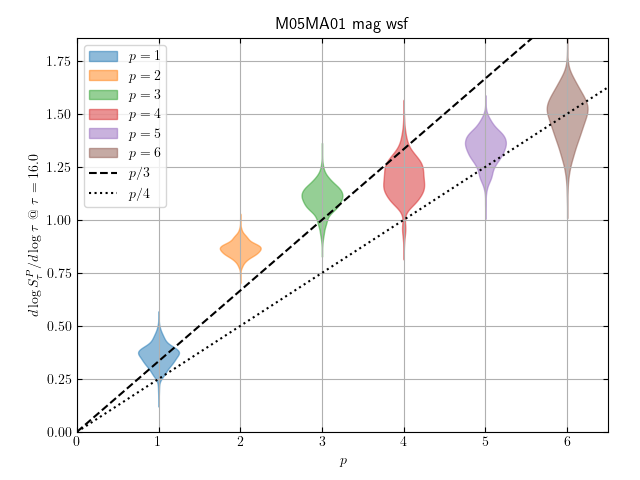 M05MA01 mag wsf
d log S_τ^P / d log τ @ τ = 16.0
1.75
1.50
1.25
1.00
0.75
0.50
0.25
0.00
p = 1
p = 2
p = 3
p = 4
p = 5
p = 6
p/3
p/4
0 1 2 3 4 5 6
p